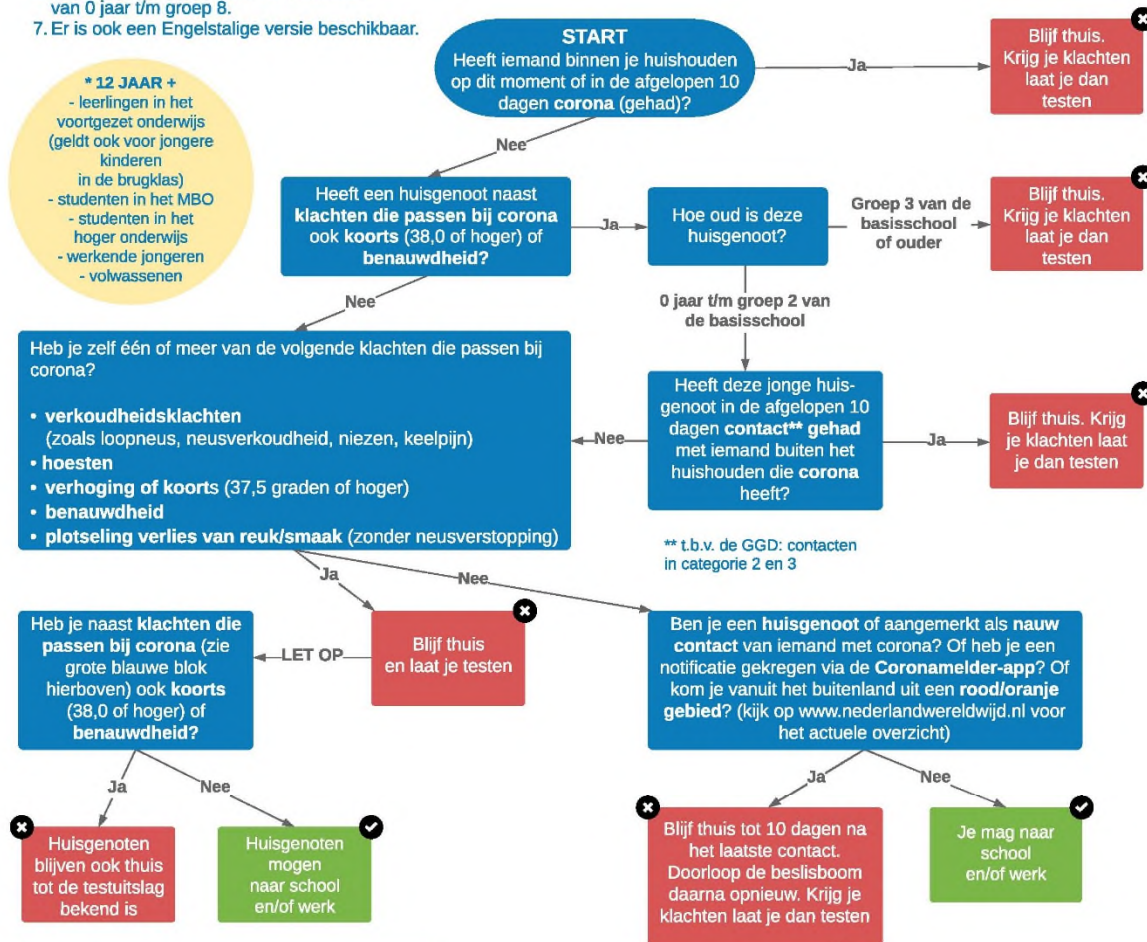 van 0 jaar t/m groep 8.
7. Er is ook een Engelstalige versie beschikbaar.
* 12 JAAR +
- leerlingen in het
voortgezet onderwijs
(geldt ook voor jongere
kinderen
in de brugklas)
- studenten in het MBO
- studenten in het
hoger onderwijs
- werkende jongeren
- volwassenen
START
Heeft iemand binnen je huishouden
op dit moment of in de afgelopen 10
dagen corona (gehad)?
Ja
Blijf thuis.
Krijg je klachten
laat je dan
testen
Nee
Heeft een huisgenoot naast
klachten die passen bij corona
ook koorts (38,0 of hoger) of
benauwdheid?
Ja
Hoe oud is deze
huisgenoot?
Groep 3 van de
basisschool
of ouder
Blijf thuis.
Krijg je klachten
laat je dan
testen
Nee
0 jaar t/m groep 2 van
de basisschool
Heb je zelf één of meer van de volgende klachten die passen bij
corona?
• verkoudheidsklachten
(zoals loopneus, neusverkoudheid, niezen, keelpijn)
• hoesten
• verhoging of koorts (37,5 graden of hoger)
• benauwdheid
• plotseling verlies van reuk/smaak (zonder neusverstopping)
Nee
Heeft deze jonge huis-
genoot in de afgelopen 10
dagen contact** gehad
met iemand buiten het
huishouden die corona
heeft?
Ja
Blijf thuis. Krijg
je klachten laat
je dan testen
** t.b.v. de GGD: contacten
in categorie 2 en 3
Ja
Nee
Heb je naast klachten die
passen bij corona (zie
grote blauwe blok
hierboven) ook koorts
(38,0 of hoger) of
benauwdheid?
LET OP
Blijf thuis
en laat je testen
Ben je een huisgenoot of aangemerkt als nauw
contact van iemand met corona? Of heb je een
notificatie gekregen via de Coronamelder-app? Of
kom je vanuit het buitenland uit een rood/oranje
gebied? (kijk op www.nederlandwereldwijd.nl voor
het actuele overzicht)
Ja
Nee
Ja
Nee
Huisgenoten
blijven ook thuis
tot de testuitslag
bekend is
Huisgenoten
mogen
naar school
en/of werk
Blijf thuis tot 10 dagen na
het laatste contact.
Doorloop de beslisboom
daarna opnieuw. Krijg je
klachten laat je dan testen
Je mag naar
school
en/of werk